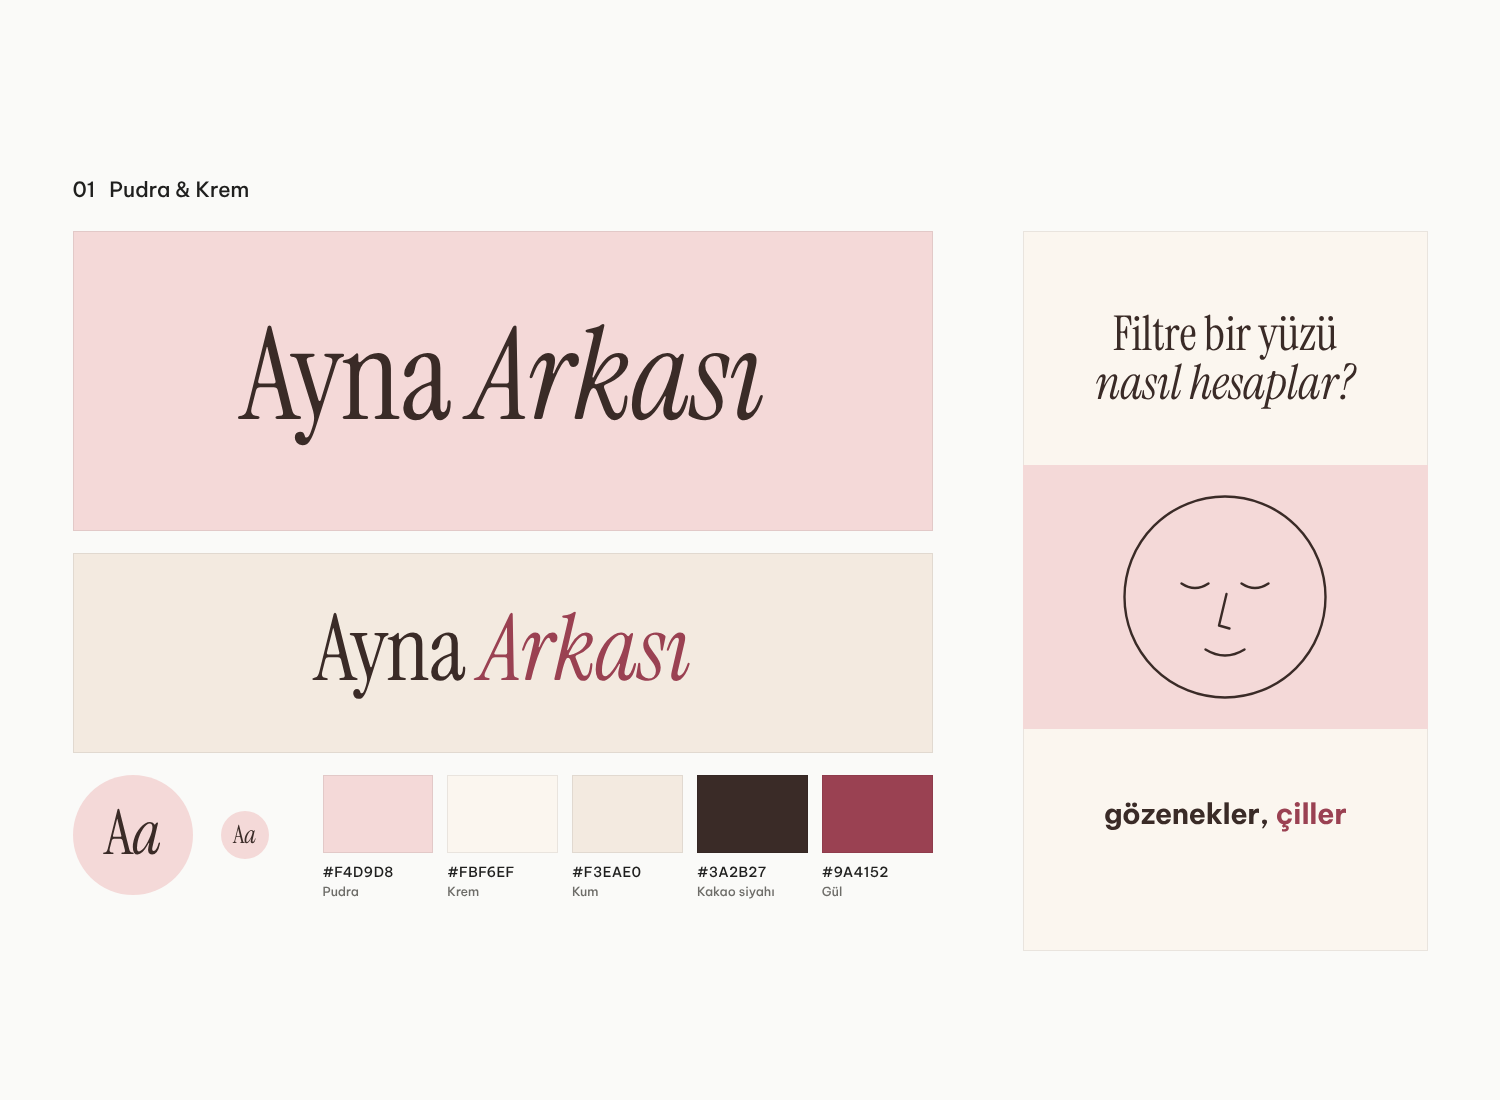 01 Pudra & Krem
Ayna Arkası
Ayna Arkası
Aa
Aa
#F4D9D8
Pudra
#FBF6EF
Krem
#F3EAE0
Kum
#3A2B27
Kakao siyahı
#9A4152
Gül
Filtre bir yüzü
nasıl hesaplar?
gözenekler, çiller